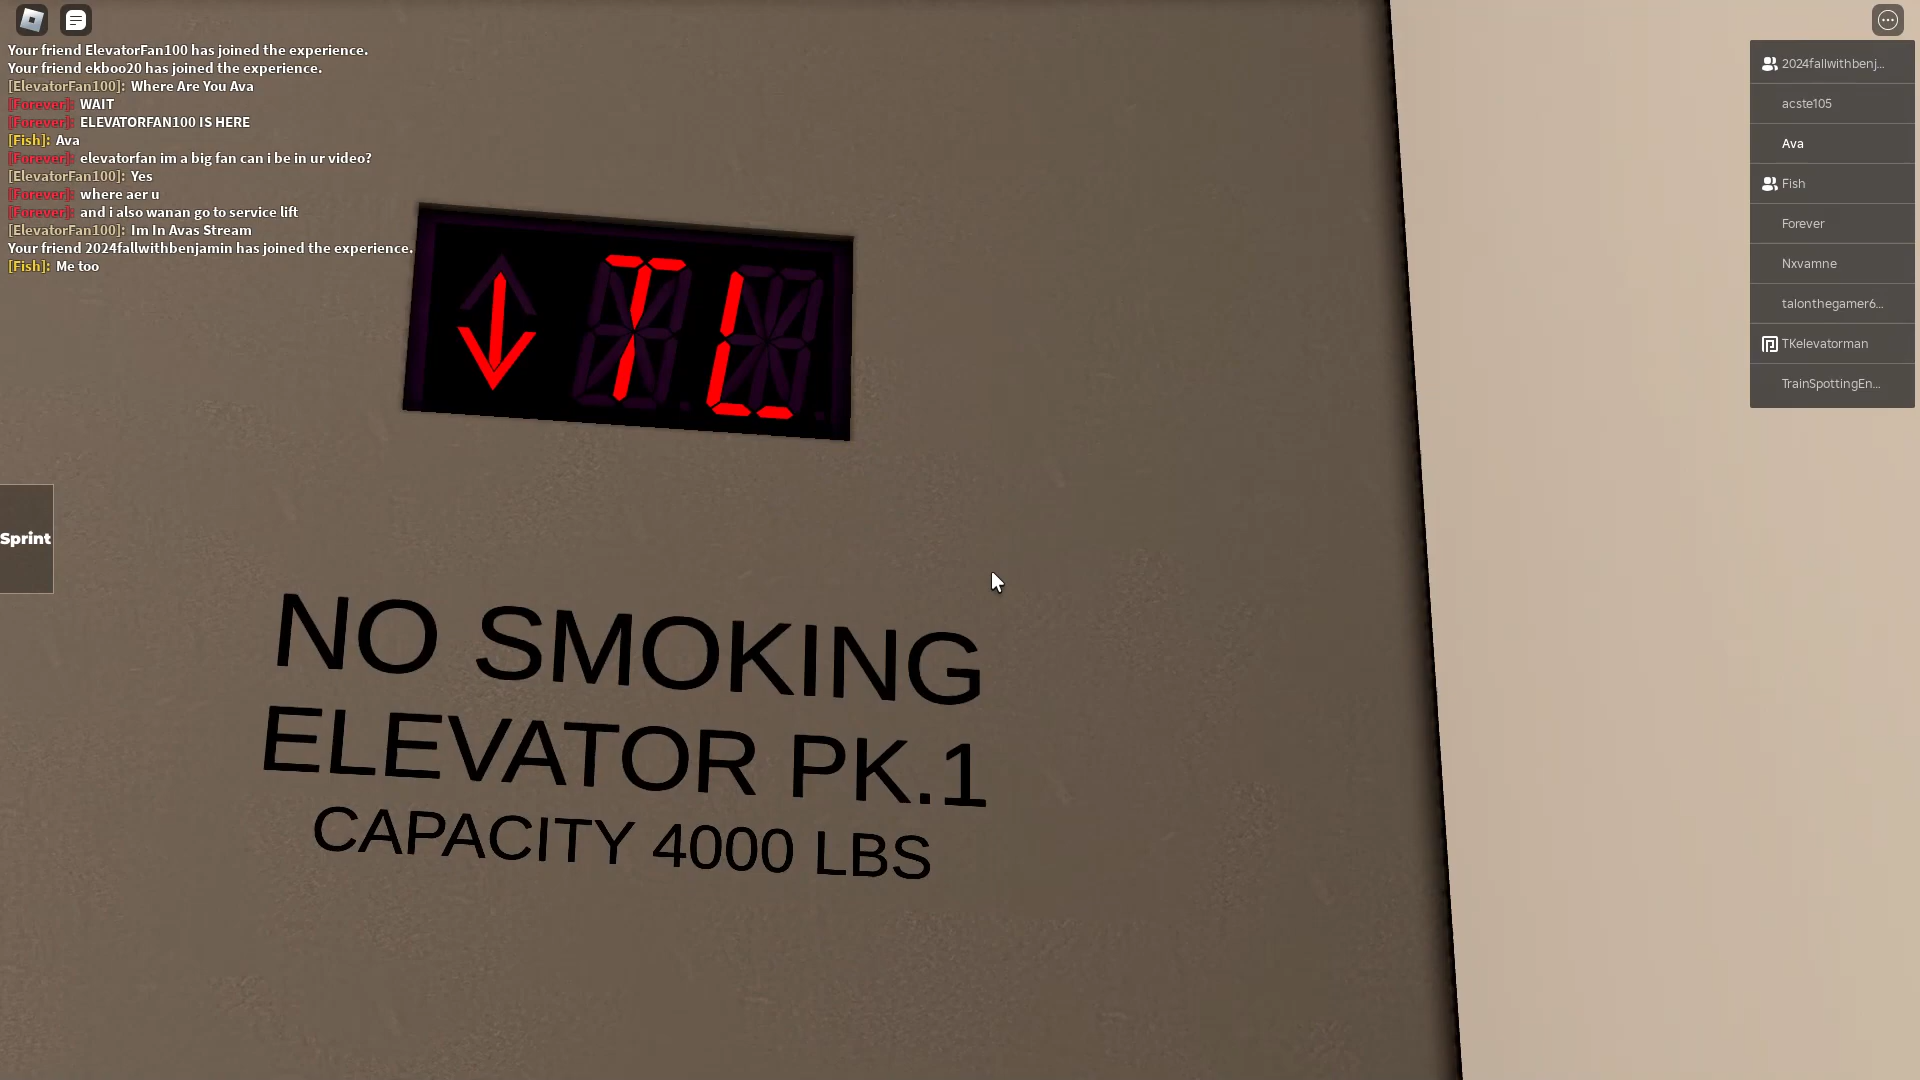 Your friend ElevatorFan100 has joined the experience.
Your friend ekboo20 has joined the experience.
[ElevatorFan100]: Where Are You Ava
[Forever]: WAIT
[Forever]: ELEVATORFAN100 IS HERE
[Fish]: Ava
[Forever]: elevatorfan im a big fan can i be in ur video?
[ElevatorFan100]: Yes
[Forever]: where aer u
[Forever]: and i also wanan go to service lift
[ElevatorFan100]: Im In Avas Stream
Your friend 2024fallwithbenjamin has joined the experience.
[Fish]: Me too
TL
Sprint
NO SMOKING
ELEVATOR PK.1
CAPACITY 4000 LBS
2024fallwithbenj...
acste105
Ava
Fish
Forever
Nxvamne
talonthegamer6...
TKelevatorman
TrainSpottingEn...